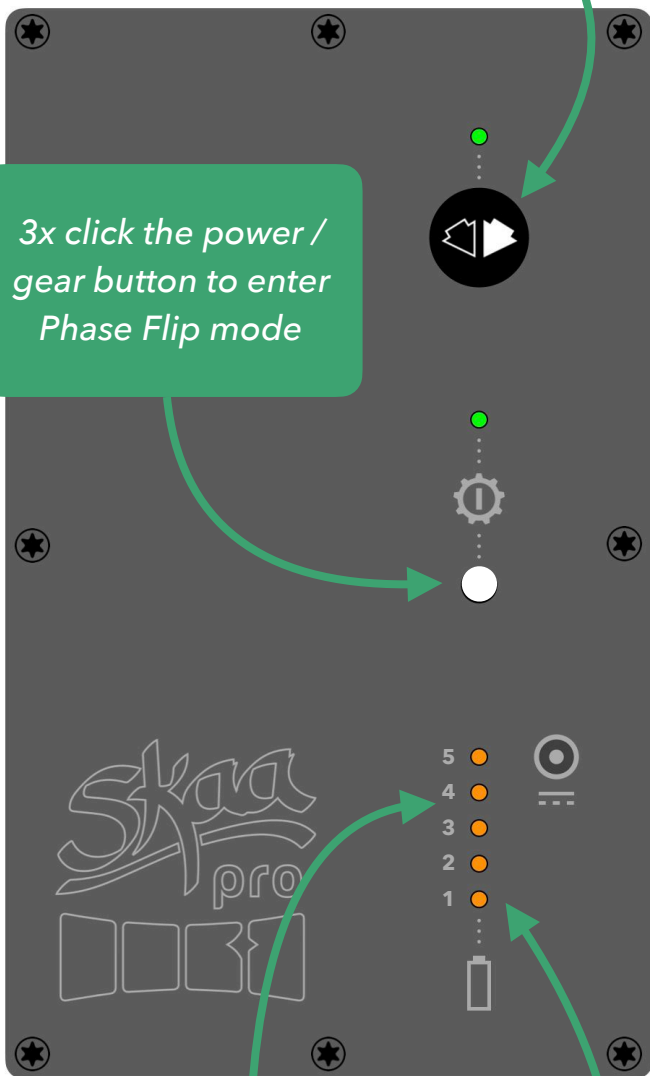 3x click the power /
gear button to enter
Phase Flip mode
5
4
3
2
1
skaa
pro